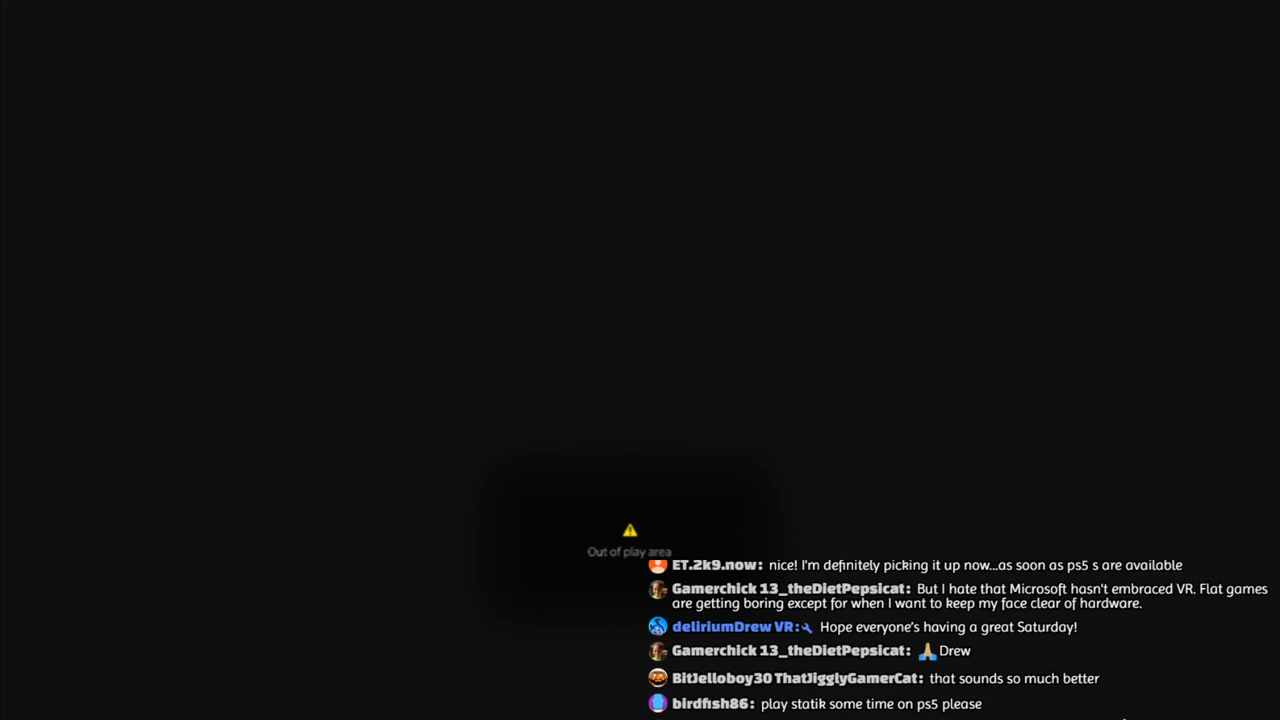 Out of play area
ET.2k9.now: nice! I'm definitely picking it up now...as soon as ps5 s are available
Gamerchick 13_theDietPepsicat: But I hate that Microsoft hasn't embraced VR. Flat games
are getting boring except for when I want to keep my face clear of hardware.
deliriumDrew VR:🔧 Hope everyone's having a great Saturday!
Gamerchick 13_theDietPepsicat: 🙏🏼Drew
BitJelloboy30 ThatJigglyGamerCat: that sounds so much better
birdfish86: play statik some time on ps5 please